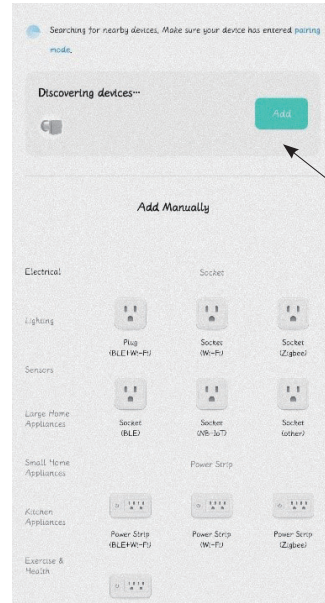 Searching for nearby devices, Make sure your device has entered pairing
mode.
Discovering devices...
Add
Add Manually
Electrical
Socket
Lighting
Plug
(BLE+Wi-Fi)
Socket
(Wi-Fi)
Socket
(Zigbee)
Sensors
Large Home
Appliances
Socket
(BLE)
Socket
(NB-IoT)
Socket
(other)
Small Home
Appliances
Power Strip
Kitchen
Appliances
Power Strip
(BLE+Wi-Fi)
Power Strip
(Wi-Fi)
Power Strip
(Zigbee)
Exercise &
Health